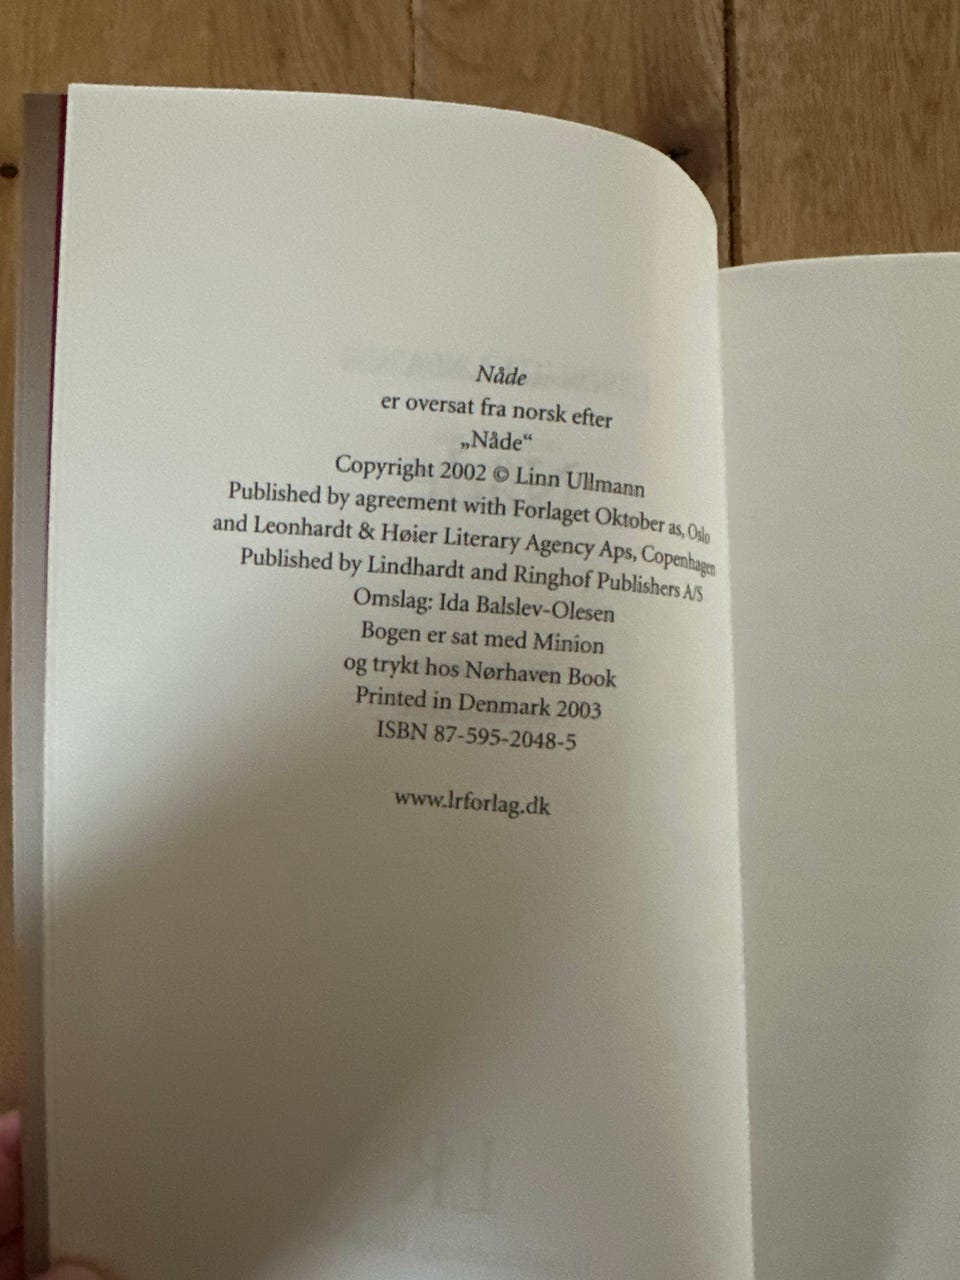 Nåde
er oversat fra norsk efter
„Nåde“
Copyright 2002 © Linn Ullmann
Published by agreement with Forlaget Oktober as, Oslo
and Leonhardt & Høier Literary Agency Aps, Copenhagen
Published by Lindhardt and Ringhof Publishers A/S
Omslag: Ida Balslev-Olesen
Bogen er sat med Minion
og trykt hos Nørhaven Book
Printed in Denmark 2003
ISBN 87-595-2048-5
www.lrforlag.dk